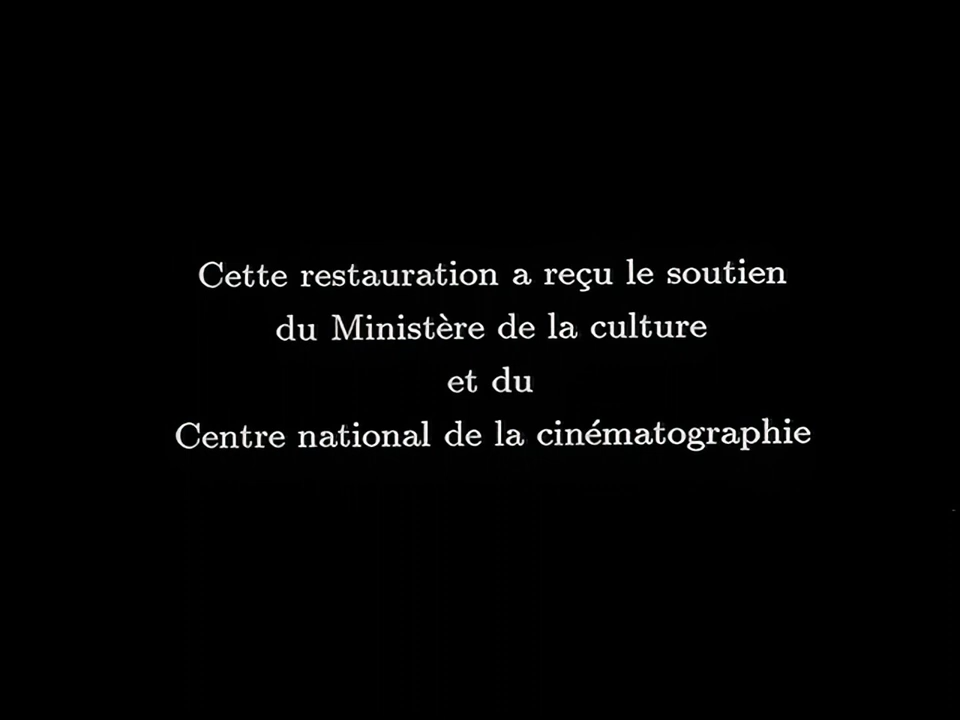 Cette restauration a reçu le soutien
du Ministère de la culture
et du
Centre national de la cinématographie